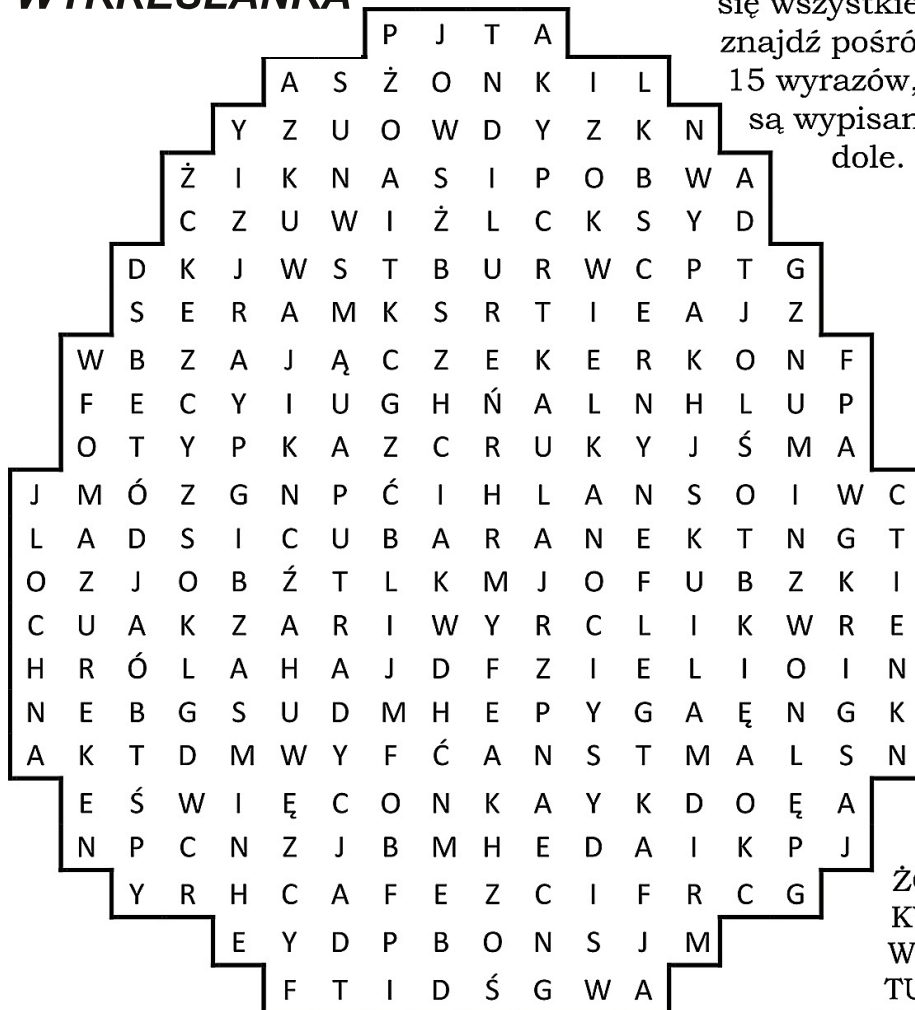 WYKREŚLANKA
się wszystkie
znajdź pośró
15 wyrazów,
są wypisan
dole.
P J T A
A S Ż O N K I L
Y Z U O W D Y Z K N
Ż I K N A S I P O B W A
C Z U W I Ż L C K S Y D
D K J W S T B U R W C P T G
S E R A M K S R T I E A J Z
W B Z A J Ą C Z E K E R K O N F
F E C Y I U G H Ń A L N H L U P
O T Y P K A Z C R U K Y J Ś M A
J M Ó Z G N P Ć I H L A N S O I W C
L A D S I C U B A R A N E K T N G T
O Z J O B Ź T L K M J O F U B Z K I
C U A K Z A R I W Y R C L I K W R E
H R Ó L A H A J D F Z I E L I O I N
N E B G S U D M H E P Y G A Ę N G K
A K T D M W Y F Ć A N S T M A L S N
E Ś W I Ę C O N K A Y K D O Ę A
N P C N Z J B M H E D A I K P J
Y R H C A F E Z C I F R C G
E Y D P B O N S J M
F T I D Ś G W A